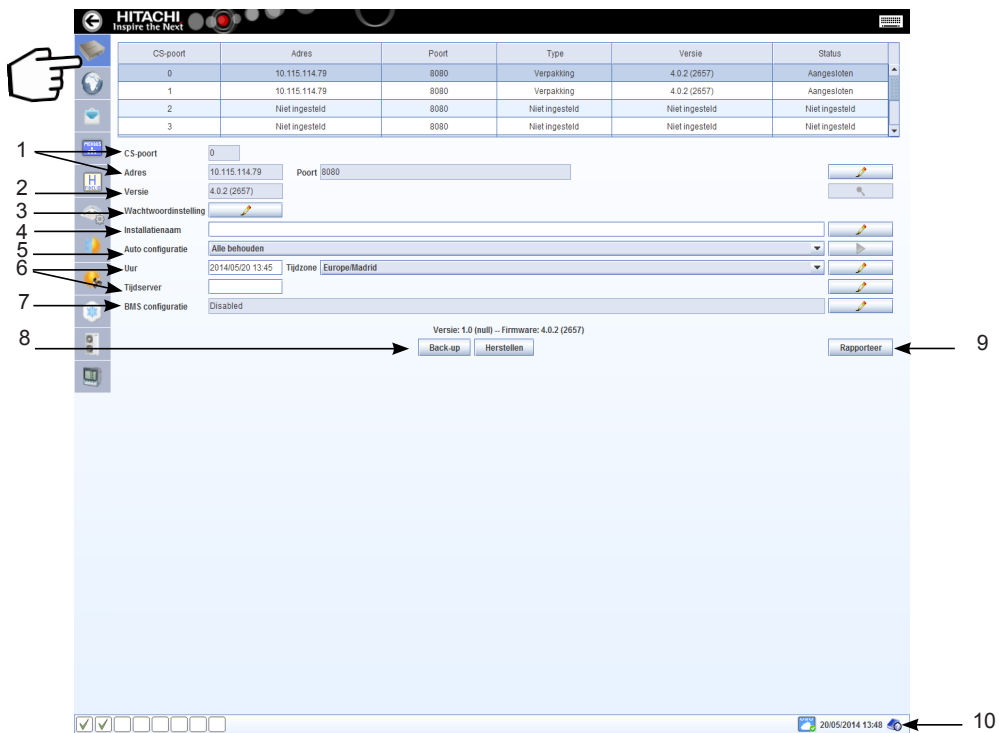 HITACHI
Inspire the Next
CS-poort Adres Poort Type Versie Status
0 10.115.114.79 8080 Verpakking 4.0.2 (2657) Aangesloten
1 10.115.114.79 8080 Verpakking 4.0.2 (2657) Aangesloten
2 Niet ingesteld 8080 Niet ingesteld Niet ingesteld Niet ingesteld
3 Niet ingesteld 8080 Niet ingesteld Niet ingesteld Niet ingesteld
1 CS-poort 0
Adres 10.115.114.79 Poort 8080
2 Versie 4.0.2 (2657)
3 Wachtwoordinstelling
4 Installatienaam
5 Auto configuratie Alle behouden
6 Uur 2014/05/20 13:45 Tijdzone Europe/Madrid
Tijdserver
7 BMS configuratie Disabled
Versie: 1.0 (null) -- Firmware: 4.0.2 (2657)
8 Back-up Herstellen Rapporteer 9
20/05/2014 13:48 10